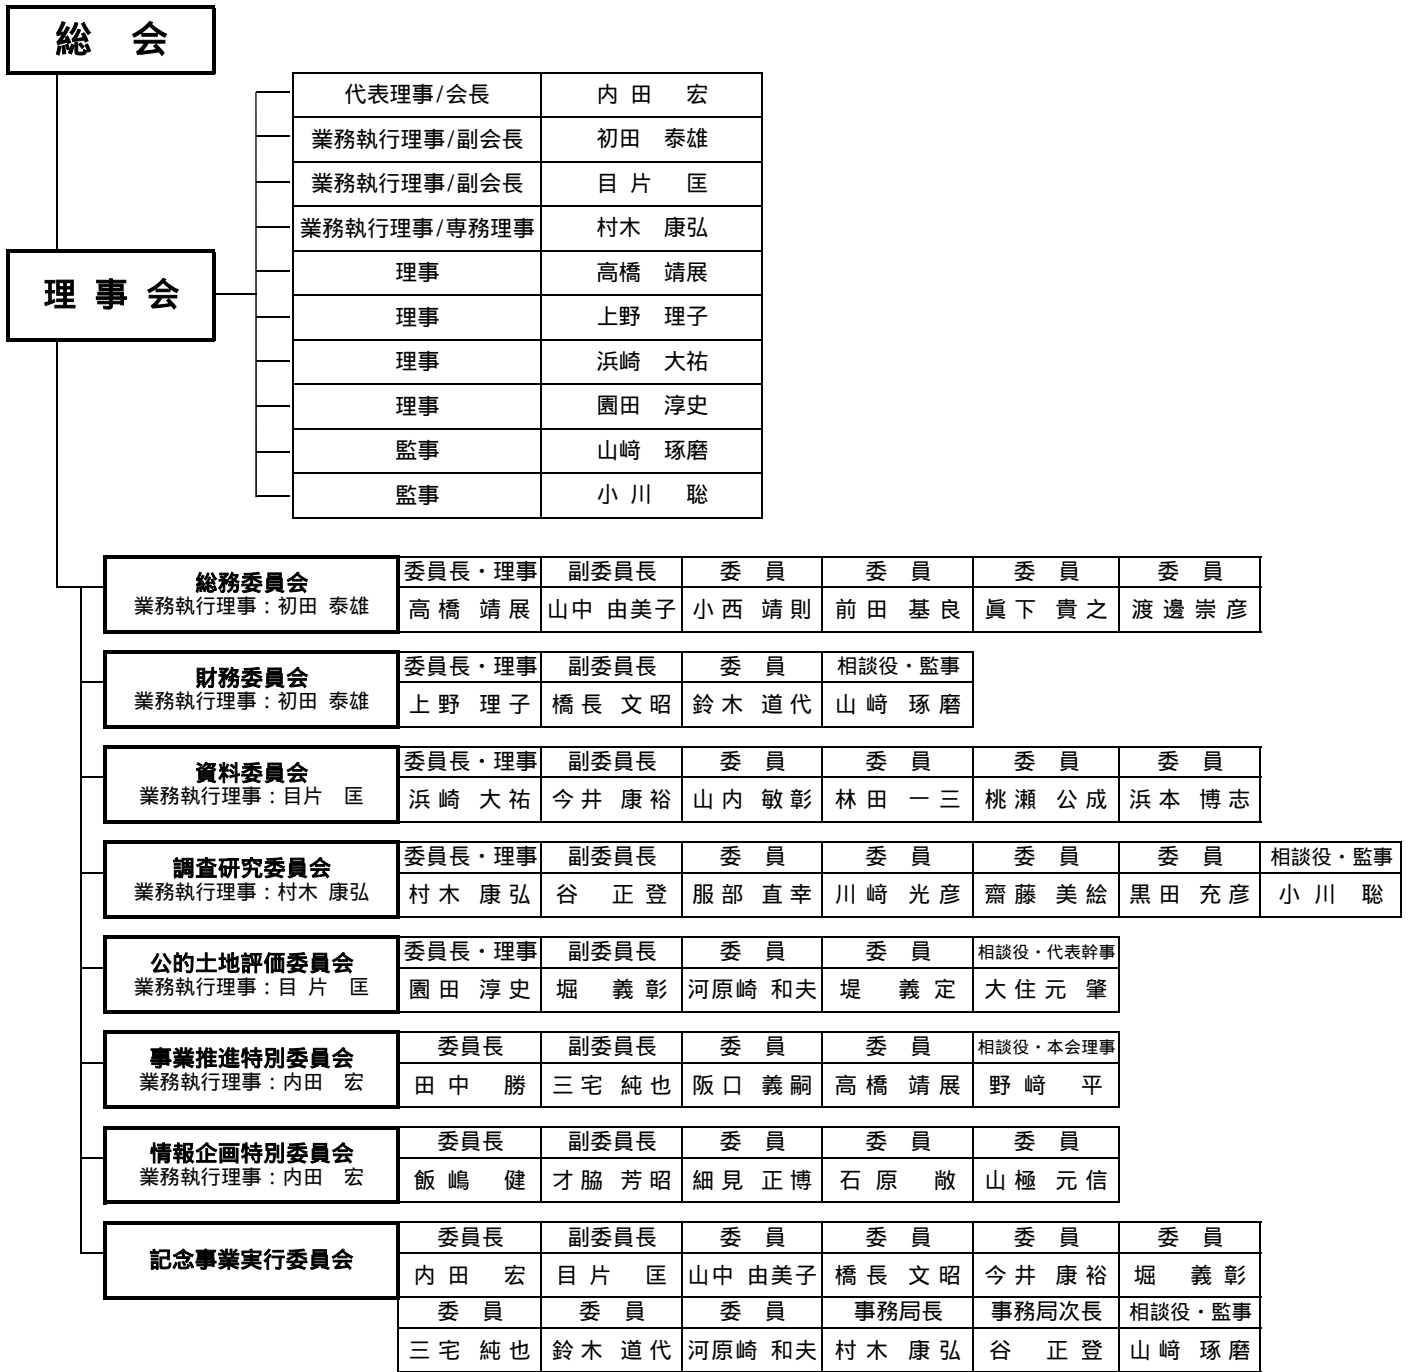 総 会
代表理事/会長 内田 宏
業務執行理事/副会長 初田 泰雄
業務執行理事/副会長 目片 匡
業務執行理事/専務理事 村木 康弘
理事会
理事 高橋 靖展
理事 上野 理子
理事 浜崎 大祐
理事 園田 淳史
監事 山﨑 琢磨
監事 小川 聡
総務委員会
業務執行理事：初田 泰雄
委員長・理事 副委員長 委 員 委 員 委 員 委 員
高橋 靖展 山中 由美子 小西 靖則 前田 基良 眞下 貴之 渡邊崇彦
財務委員会
業務執行理事：初田 泰雄
委員長・理事 副委員長 委 員 相談役・監事
上野 理子 橋長 文昭 鈴木 道代 山﨑 琢磨
資料委員会
業務執行理事：目片 匡
委員長・理事 副委員長 委 員 委 員 委 員 委 員
浜崎 大祐 今井 康裕 山内 敏彰 林田 一三 桃瀬 公成 浜本 博志
調査研究委員会
業務執行理事：村木 康弘
委員長・理事 副委員長 委 員 委 員 委 員 委 員 相談役・監事
村木 康弘 谷 正登 服部 直幸 川﨑 光彦 齋藤 美絵 黒田 充彦 小川 聡
公的土地評価委員会
業務執行理事：目片 匡
委員長・理事 副委員長 委 員 委 員 相談役・代表幹事
園田 淳史 堀 義彰 河原崎 和夫 堤 義定 大住元 肇
事業推進特別委員会
業務執行理事：内田 宏
委員長 副委員長 委 員 委 員 相談役・本会理事
田中 勝 三宅 純也 阪口 義嗣 高橋 靖展 野﨑 平
情報企画特別委員会
業務執行理事：内田 宏
委員長 副委員長 委 員 委 員 委 員
飯嶋 健 才脇 芳昭 細見 正博 石原 敞 山極 元信
記念事業実行委員会
委員長 副委員長 委 員 委 員 委 員 委 員
内田 宏 目片 匡 山中 由美子 橋長 文昭 今井 康裕 堀 義彰
委 員 委 員 委 員 事務局長 事務局次長 相談役・監事
三宅 純也 鈴木 道代 河原崎 和夫 村木 康弘 谷 正登 山﨑 琢磨